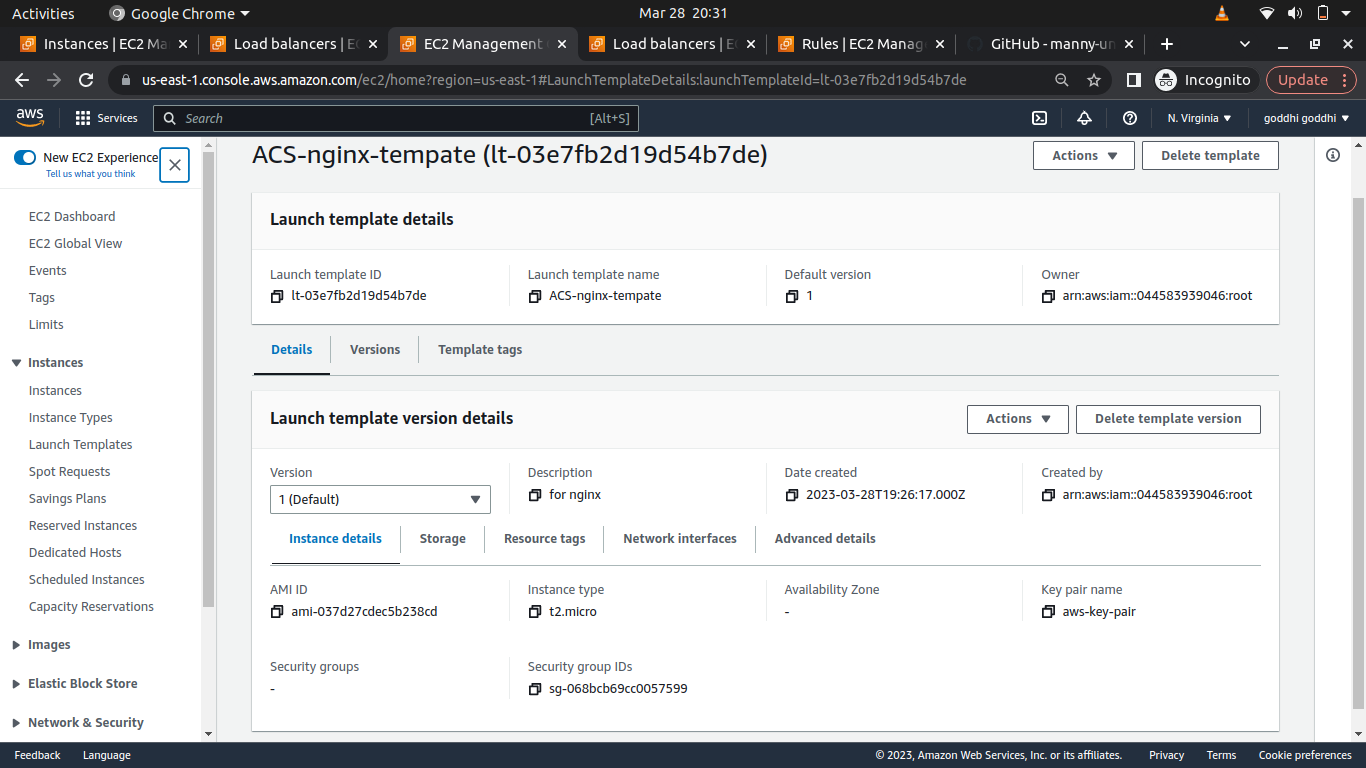 Activities
Google Chrome
Mar 28 20:31
Instances | EC2 Ma
Load balancers | EC
EC2 Management
Load balancers | EC
Rules | EC2 Manag
GitHub - manny-un
us-east-1.console.aws.amazon.com/ec2/home?region=us-east-1#LaunchTemplateDetails:launchTemplateId=lt-03e7fb2d19d54b7de
Incognito
Update
aws
Services
Search
[Alt+S]
N. Virginia
goddhi goddhi
New EC2 Experience
Tell us what you think
EC2 Dashboard
EC2 Global View
Events
Tags
Limits
Instances
Instances
Instance Types
Launch Templates
Spot Requests
Savings Plans
Reserved Instances
Dedicated Hosts
Scheduled Instances
Capacity Reservations
Images
Elastic Block Store
Network & Security
ACS-nginx-tempate (lt-03e7fb2d19d54b7de)
Actions
Delete template
Launch template details
Launch template ID
lt-03e7fb2d19d54b7de
Launch template name
ACS-nginx-tempate
Default version
1
Owner
arn:aws:iam::044583939046:root
Details
Versions
Template tags
Launch template version details
Actions
Delete template version
Version
1 (Default)
Description
for nginx
Date created
2023-03-28T19:26:17.000Z
Created by
arn:aws:iam::044583939046:root
Instance details
Storage
Resource tags
Network interfaces
Advanced details
AMI ID
ami-037d27cdec5b238cd
Instance type
t2.micro
Availability Zone
-
Key pair name
aws-key-pair
Security groups
-
Security group IDs
sg-068bcb69cc0057599
Feedback
Language
© 2023, Amazon Web Services, Inc. or its affiliates.
Privacy
Terms
Cookie preferences